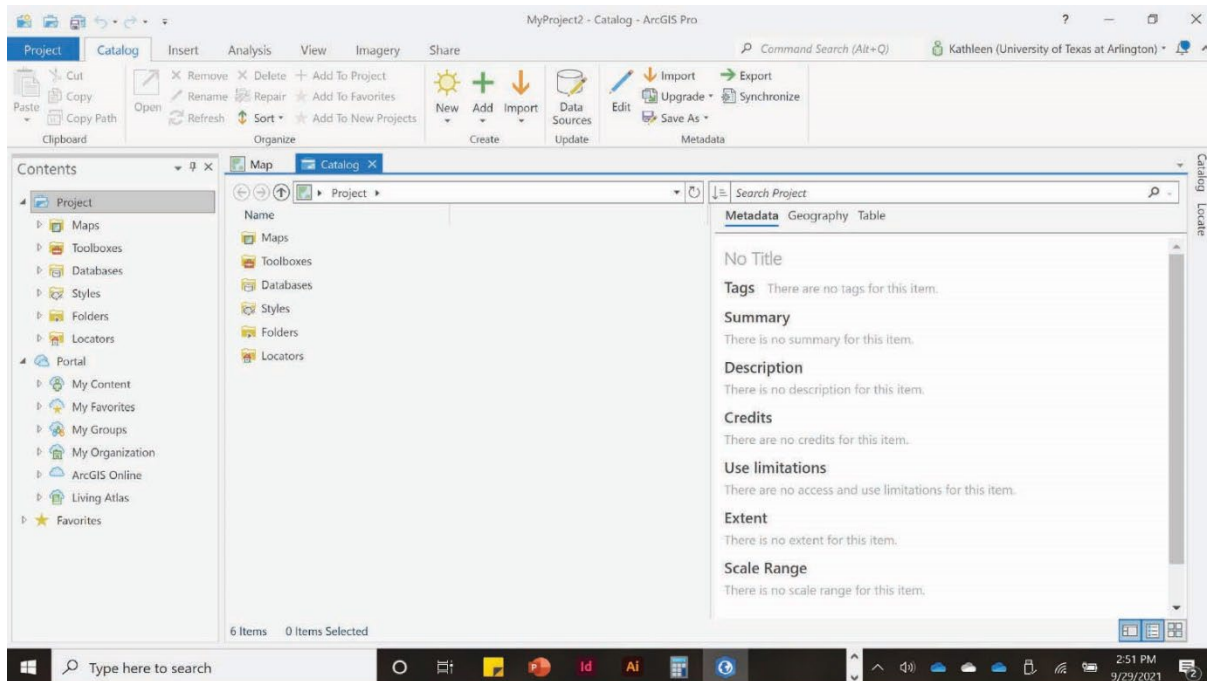 MyProject2 - Catalog - ArcGIS Pro
?
Project Catalog Insert Analysis View Imagery Share
Command Search (Alt+Q)
Kathleen (University of Texas at Arlington)
Paste
Cut
Copy
Copy Path
Clipboard
Open
Remove Delete Add To Project
Rename Repair Add To Favorites
Refresh Sort Add To New Projects
Organize
New Add Import
Create
Data Sources
Update
Edit
Import Export
Upgrade Synchronize
Save As
Metadata
Contents
Project
Maps
Toolboxes
Databases
Styles
Folders
Locators
Portal
My Content
My Favorites
My Groups
My Organization
ArcGIS Online
Living Atlas
Favorites
Map Catalog
Project
Name
Maps
Toolboxes
Databases
Styles
Folders
Locators
6 Items 0 Items Selected
Search Project
Metadata Geography Table
No Title
Tags There are no tags for this item.
Summary
There is no summary for this item.
Description
There is no description for this item.
Credits
There are no credits for this item.
Use limitations
There are no access and use limitations for this item.
Extent
There is no extent for this item.
Scale Range
There is no scale range for this item.
Catalog
Locate
Type here to search
P
Id
Ai
2:51 PM
9/29/2021
2